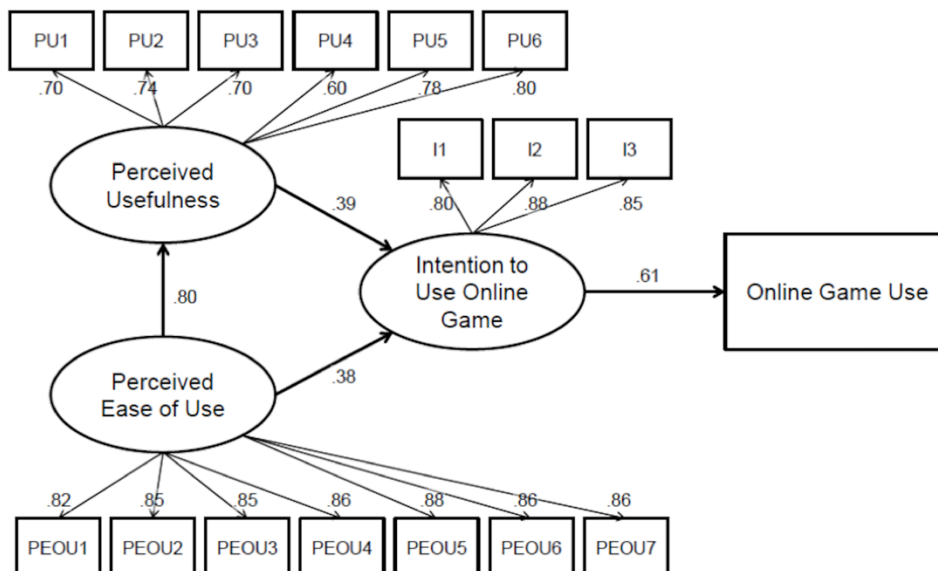 PU1 PU2 PU3 PU4 PU5 PU6
.70 .74 .70 .60 .78 .80
I1 I2 I3
.80 .88 .85
Perceived
Usefulness
.39
Intention to
Use Online
Game
.61
Online Game Use
.80
.38
Perceived
Ease of Use
.82 .85 .85 .86 .88 .86 .86
PEOU1 PEOU2 PEOU3 PEOU4 PEOU5 PEOU6 PEOU7